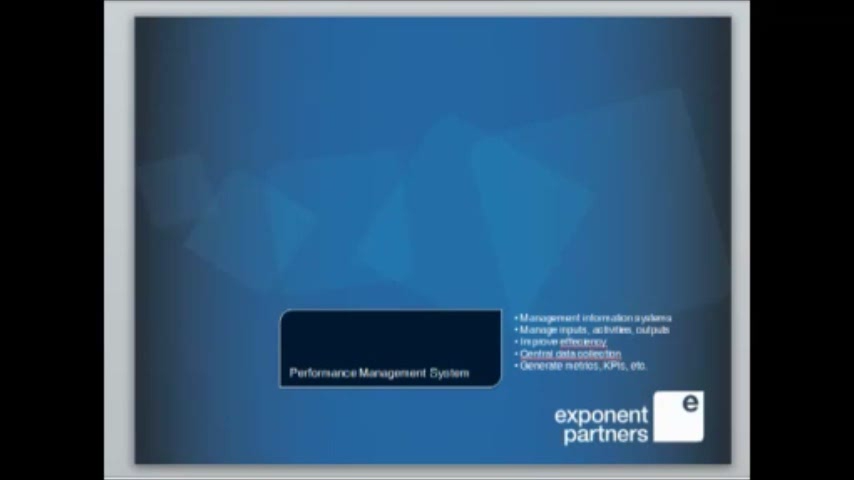 Performance Management System
• Management information systems
• Manage inputs, activities, outputs
• Improve effeciency
• Central data collection
• Generate metrics, KPIs, etc.
exponent
partners
e